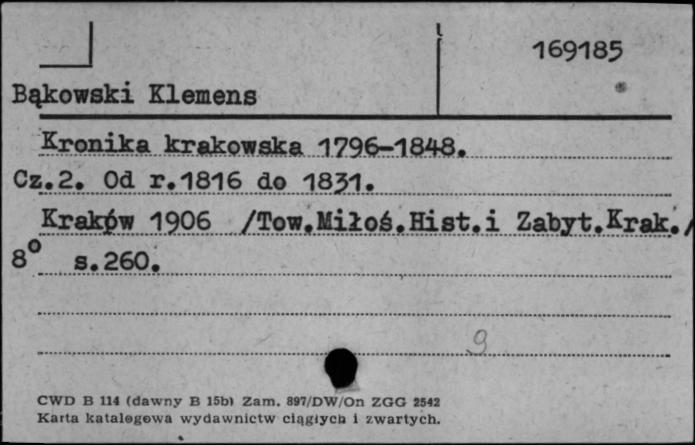 169185
Bąkowski Klemens
Kronika krakowska 1796-1848.
Cz.2. Od r.1816 do 1831.
Kraków 1906 /Tow.Miłoś.Hist.i Zabyt.Krak./
8° s.260.
9
CWD B 114 (dawny B 15b) Zam. 897/DW/On ZGG 2542
Karta katalogowa wydawnictw ciągłych i zwartych.